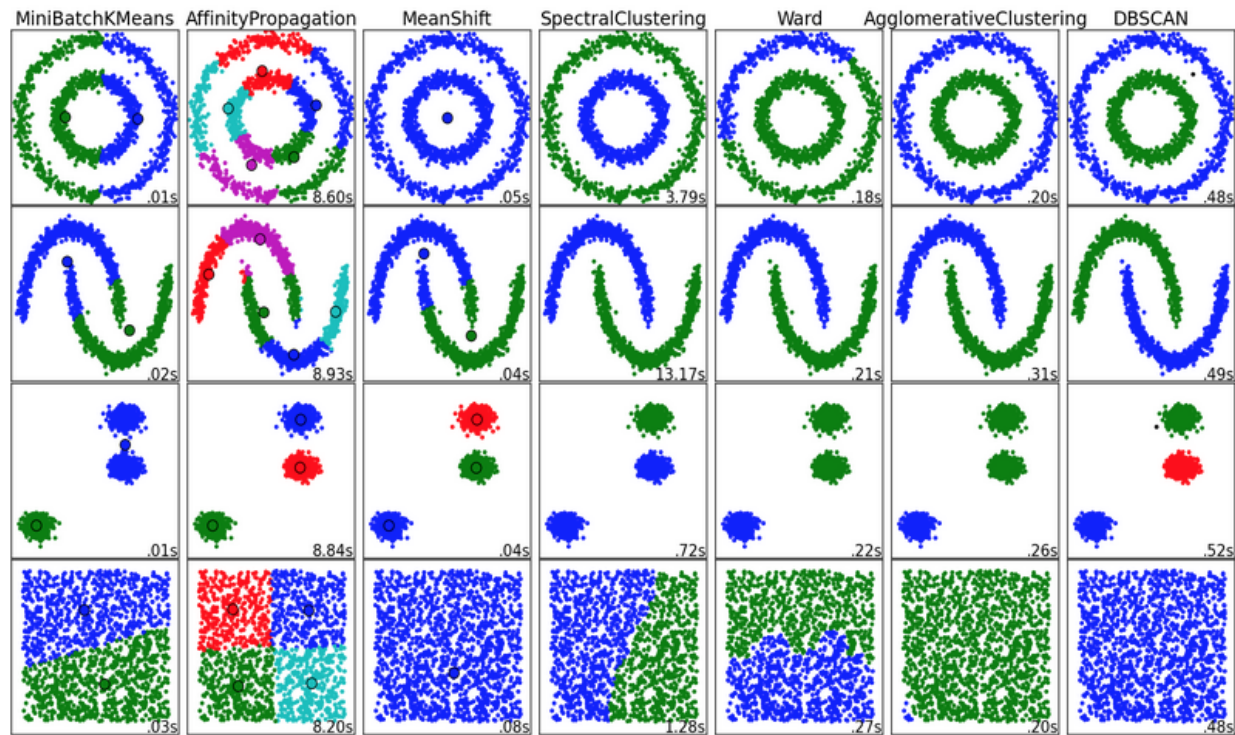 MiniBatchKMeans AffinityPropagation MeanShift SpectralClustering Ward AgglomerativeClustering DBSCAN
.01s 8.60s .05s 3.79s .18s .20s .48s
.02s 8.93s .04s 13.17s .21s .31s .49s
.01s 8.84s .04s .72s .22s .26s .52s
.03s 8.20s .08s 1.28s .27s .20s .48s